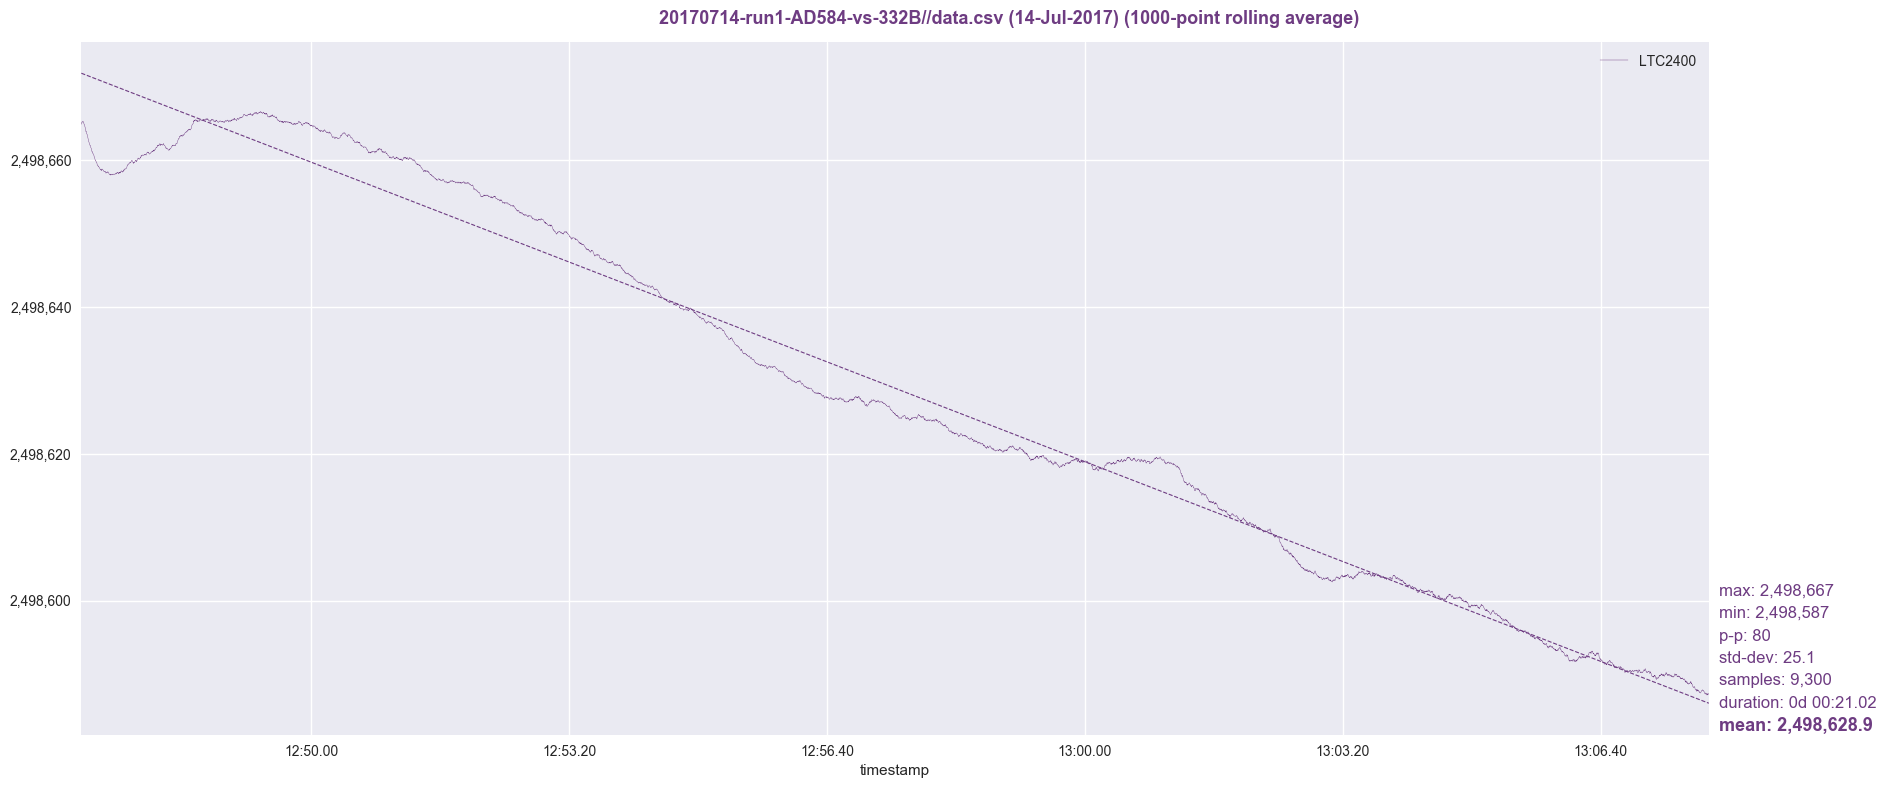 20170714-run1-AD584-vs-332B//data.csv (14-Jul-2017) (1000-point rolling average)
LTC2400
2,498,660
2,498,640
2,498,620
2,498,600
max: 2,498,667
min: 2,498,587
p-p: 80
std-dev: 25.1
samples: 9,300
duration: 0d 00:21.02
mean: 2,498,628.9
12:50.00 12:53.20 12:56.40 13:00.00 13:03.20 13:06.40
timestamp